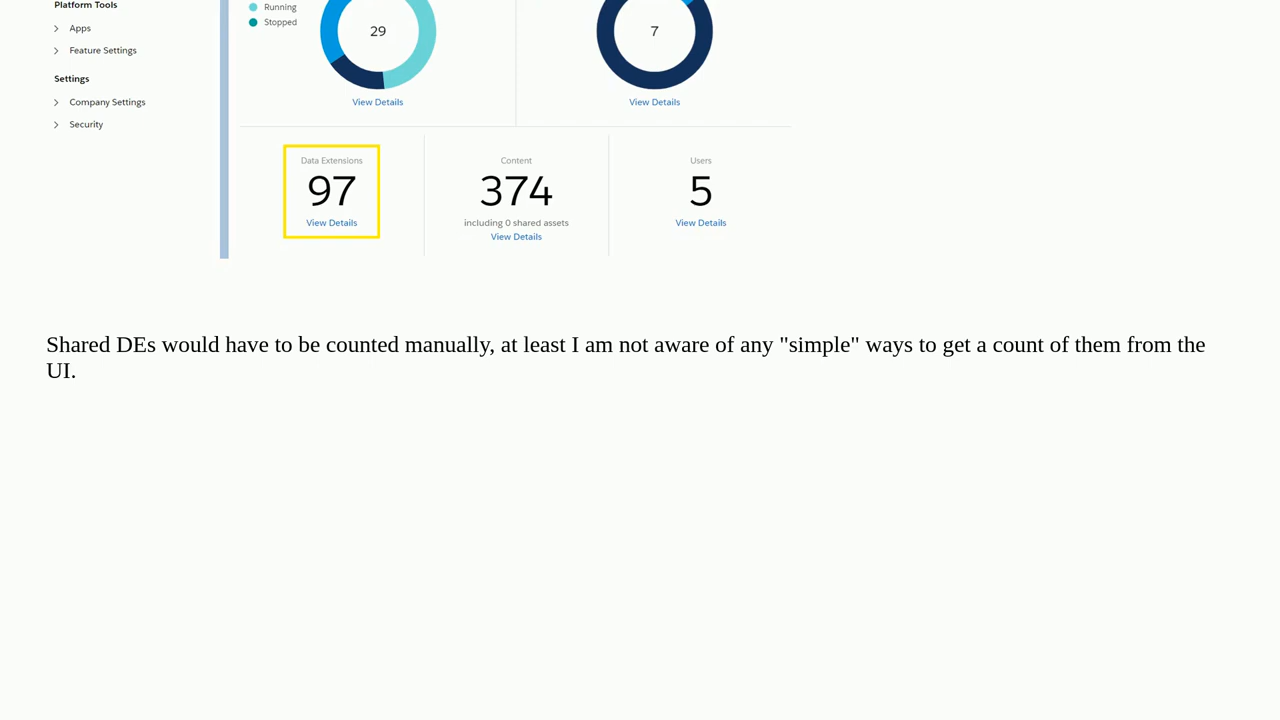 Platform Tools
Apps
Feature Settings
Settings
Company Settings
Security
Running
Stopped
29
View Details
7
View Details
Data Extensions
97
View Details
Content
374
including 0 shared assets
View Details
Users
5
View Details
Shared DEs would have to be counted manually, at least I am not aware of any "simple" ways to get a count of them from the
UI.